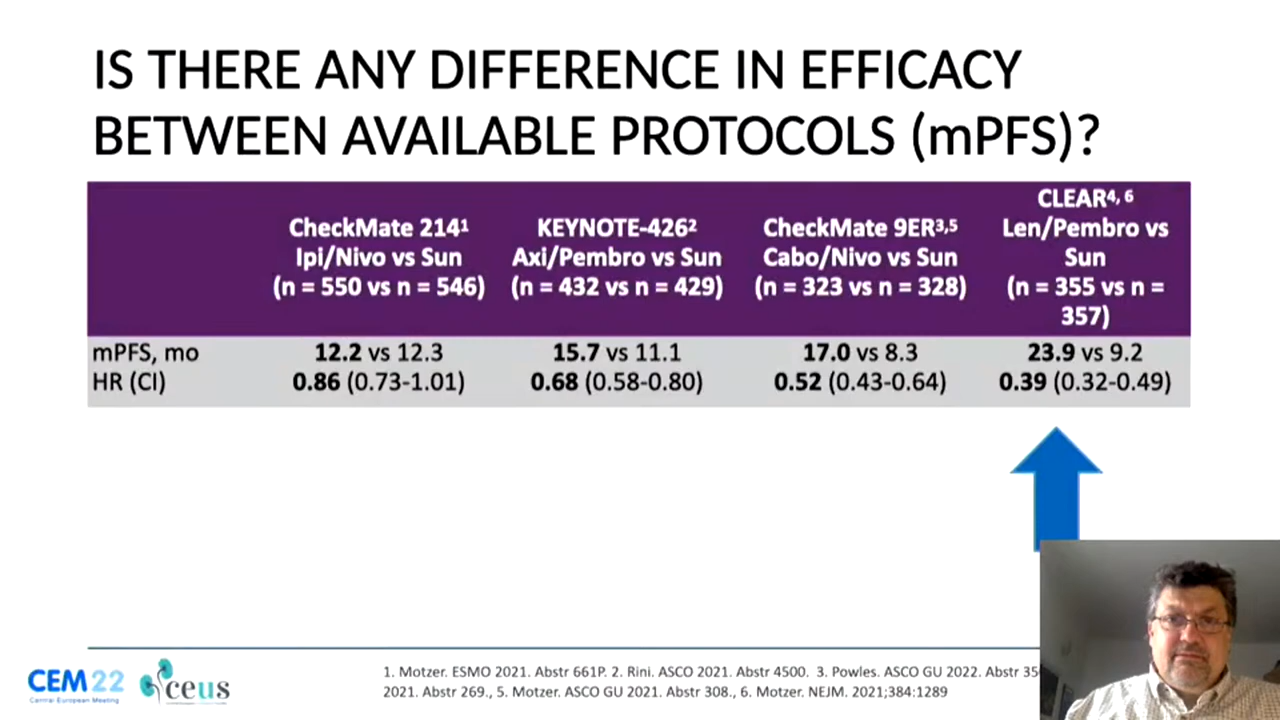 IS THERE ANY DIFFERENCE IN EFFICACY
BETWEEN AVAILABLE PROTOCOLS (mPFS)?
CheckMate 214¹
Ipi/Nivo vs Sun
(n = 550 vs n = 546)
KEYNOTE-426²
Axi/Pembro vs Sun
(n = 432 vs n = 429)
CheckMate 9ER³,⁵
Cabo/Nivo vs Sun
(n = 323 vs n = 328)
CLEAR⁴, ⁶
Len/Pembro vs
Sun
(n = 355 vs n =
357)
mPFS, mo 12.2 vs 12.3 15.7 vs 11.1 17.0 vs 8.3 23.9 vs 9.2
HR (CI) 0.86 (0.73-1.01) 0.68 (0.58-0.80) 0.52 (0.43-0.64) 0.39 (0.32-0.49)
1. Motzer. ESMO 2021. Abstr 661P. 2. Rini. ASCO 2021. Abstr 4500. 3. Powles. ASCO GU 2022. Abstr
2021. Abstr 269., 5. Motzer. ASCO GU 2021. Abstr 308., 6. Motzer. NEJM. 2021;384:1289
CEM22
Central European Meeting
ceus